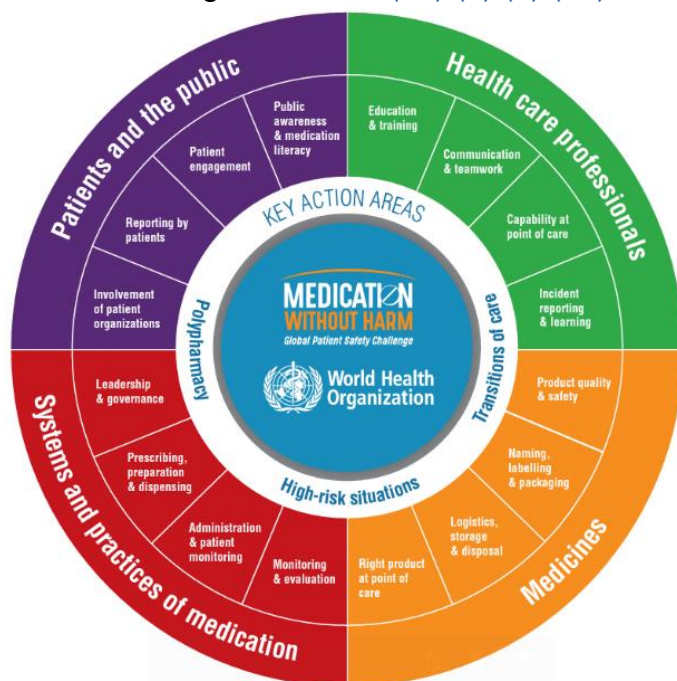 Patients and the public
Public
awareness
& medication
literacy
Patient
engagement
Reporting by
patients
Involvement
of patient
organizations
Health care professionals
Education
& training
Communication
& teamwork
Capability at
point of care
Incident
reporting
& learning
KEY ACTION AREAS
Polypharmacy
Transitions of care
High-risk situations
MEDICATION
WITHOUT HARM
Global Patient Safety Challenge
World Health
Organization
Systems and practices of medication
Leadership
& governance
Prescribing,
preparation
& dispensing
Administration
& patient
monitoring
Monitoring
& evaluation
Medicines
Product quality
& safety
Naming,
labelling
& packaging
Logistics,
storage
& disposal
Right product
at point of
care